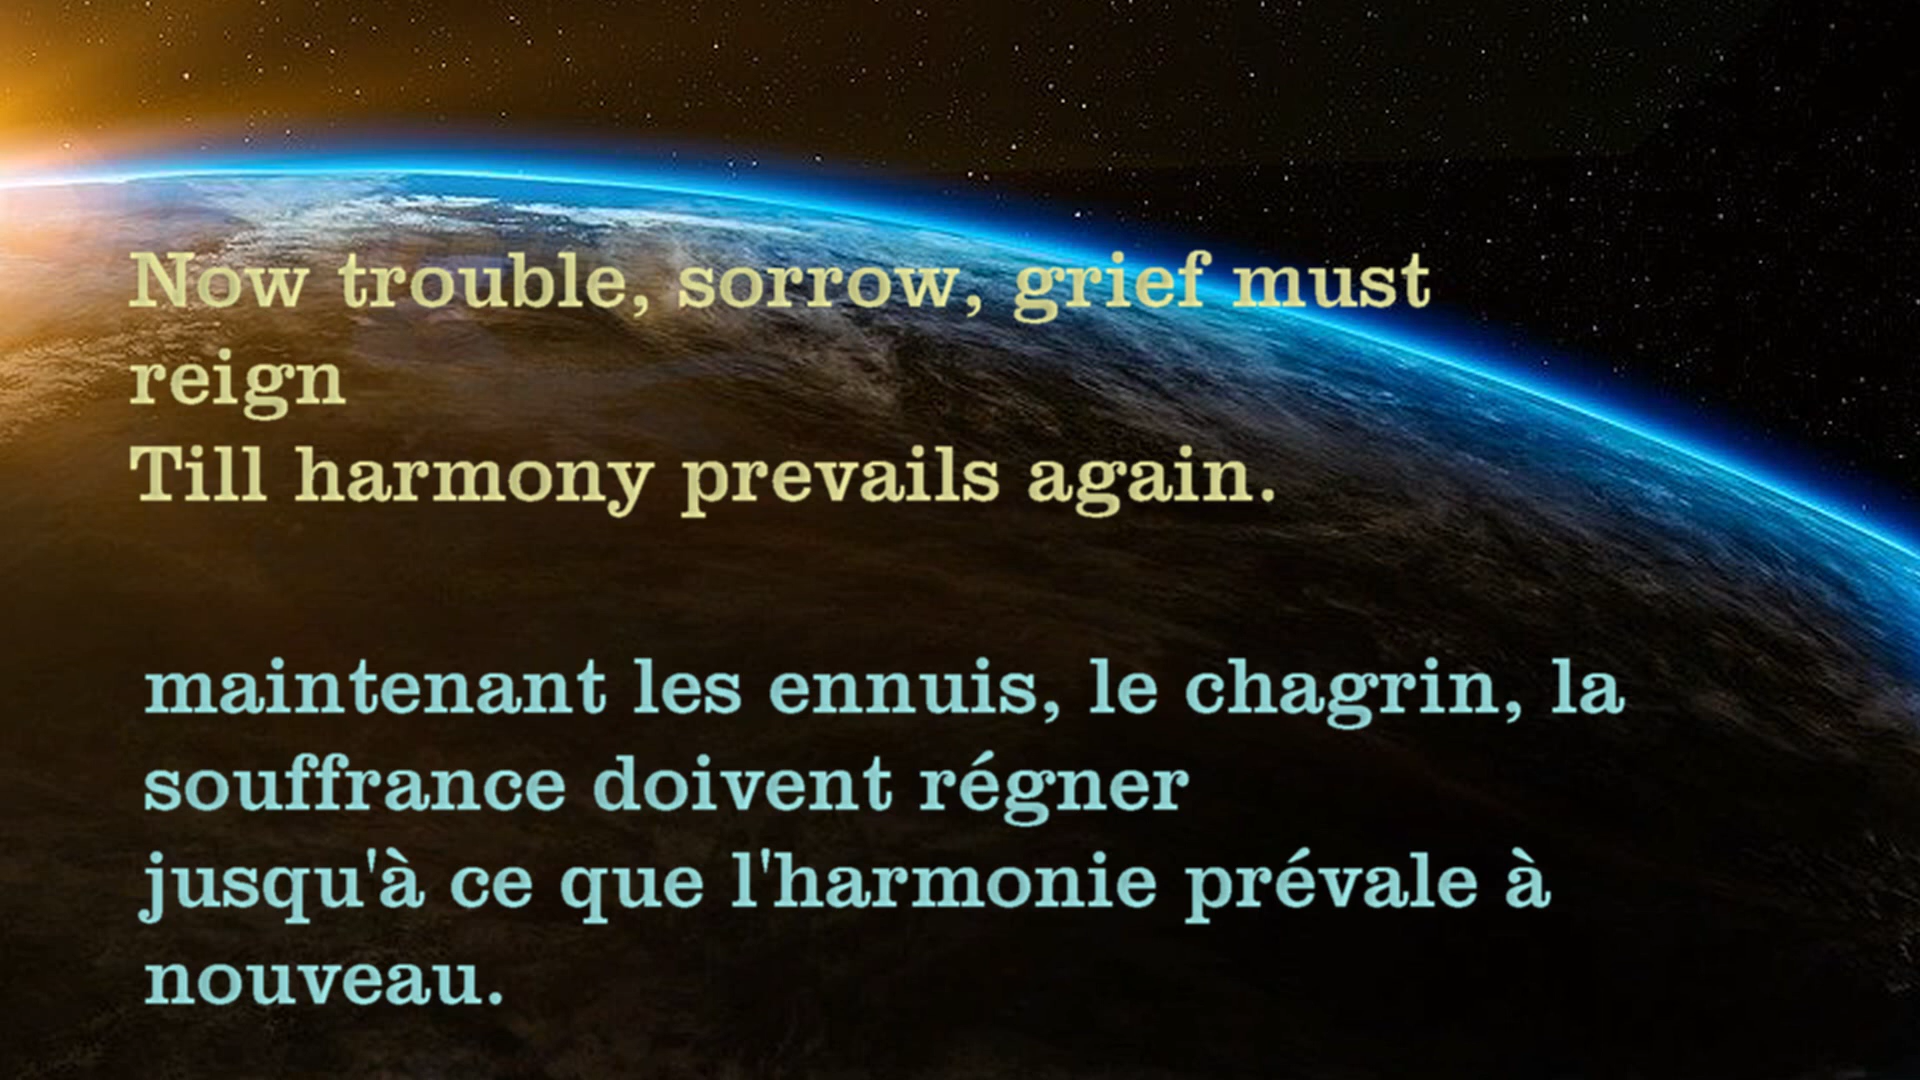 Now trouble, sorrow, grief must
reign
Till harmony prevails again.
maintenant les ennuis, le chagrin, la
souffrance doivent régner
jusqu'à ce que l'harmonie prévale à
nouveau.